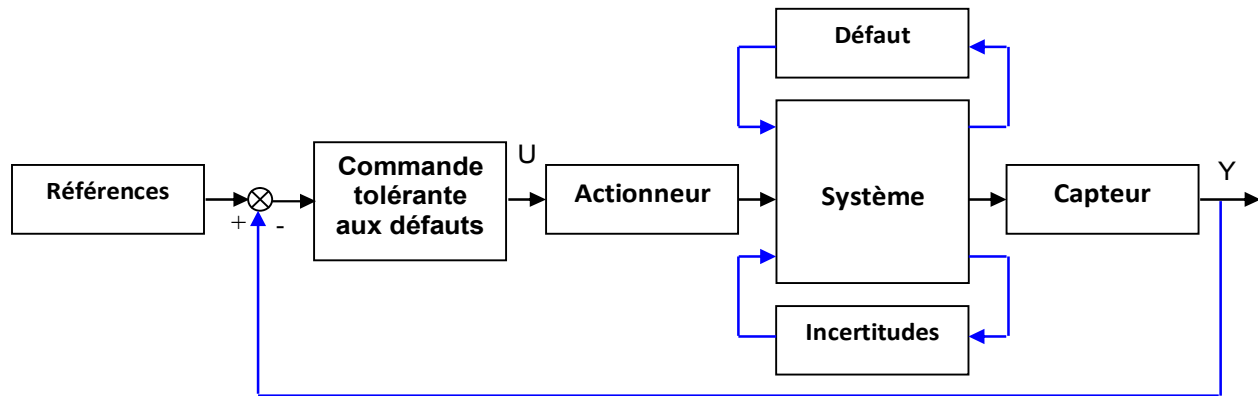 Défaut
Références
+
-
Commande
tolérante
aux défauts
U
Actionneur
Système
Capteur
Y
Incertitudes